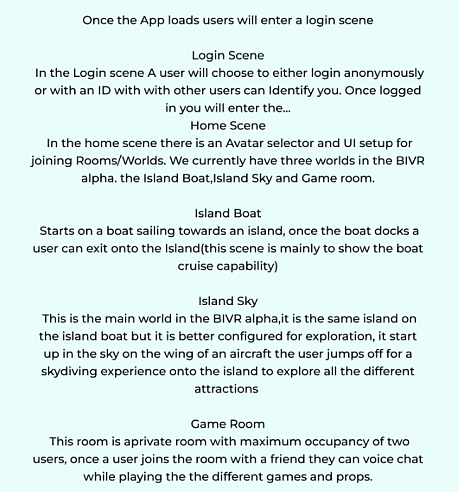 Once the App loads users will enter a login scene
Login Scene
In the Login scene A user will choose to either login anonymously
or with an ID with with other users can Identify you. Once logged
in you will enter the...
Home Scene
In the home scene there is an Avatar selector and UI setup for
joining Rooms/Worlds. We currently have three worlds in the BIVR
alpha. the Island Boat,Island Sky and Game room.
Island Boat
Starts on a boat sailing towards an island, once the boat docks a
user can exit onto the Island(this scene is mainly to show the boat
cruise capability)
Island Sky
This is the main world in the BIVR alpha,it is the same island on
the island boat but it is better configured for exploration, it start
up in the sky on the wing of an aircraft the user jumps off for a
skydiving experience onto the island to explore all the different
attractions
Game Room
This room is aprivate room with maximum occupancy of two
users, once a user joins the room with a friend they can voice chat
while playing the the different games and props.